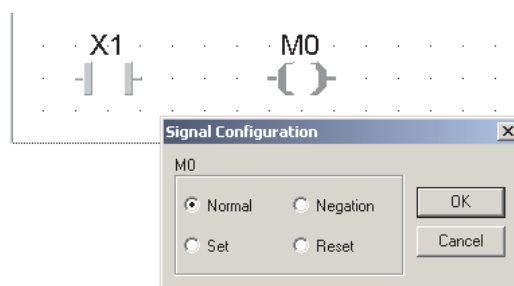 X1 M0
Signal Configuration
M0
Normal Negation OK
Set Reset Cancel